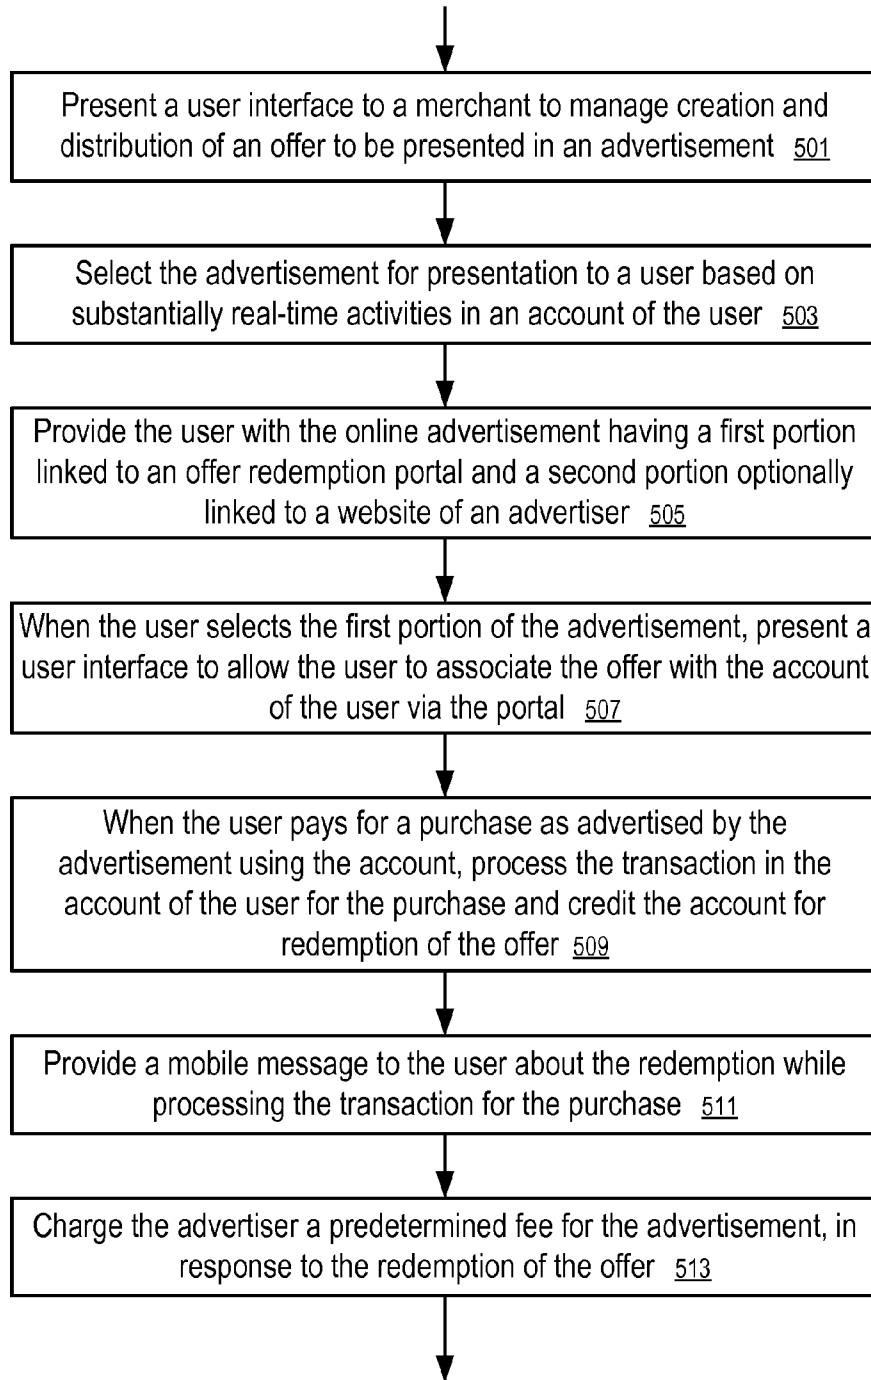 Present a user interface to a merchant to manage creation and
distribution of an offer to be presented in an advertisement 501
Select the advertisement for presentation to a user based on
substantially real-time activities in an account of the user 503
Provide the user with the online advertisement having a first portion
linked to an offer redemption portal and a second portion optionally
linked to a website of an advertiser 505
When the user selects the first portion of the advertisement, present a
user interface to allow the user to associate the offer with the account
of the user via the portal 507
When the user pays for a purchase as advertised by the
advertisement using the account, process the transaction in the
account of the user for the purchase and credit the account for
redemption of the offer 509
Provide a mobile message to the user about the redemption while
processing the transaction for the purchase 511
Charge the advertiser a predetermined fee for the advertisement, in
response to the redemption of the offer 513